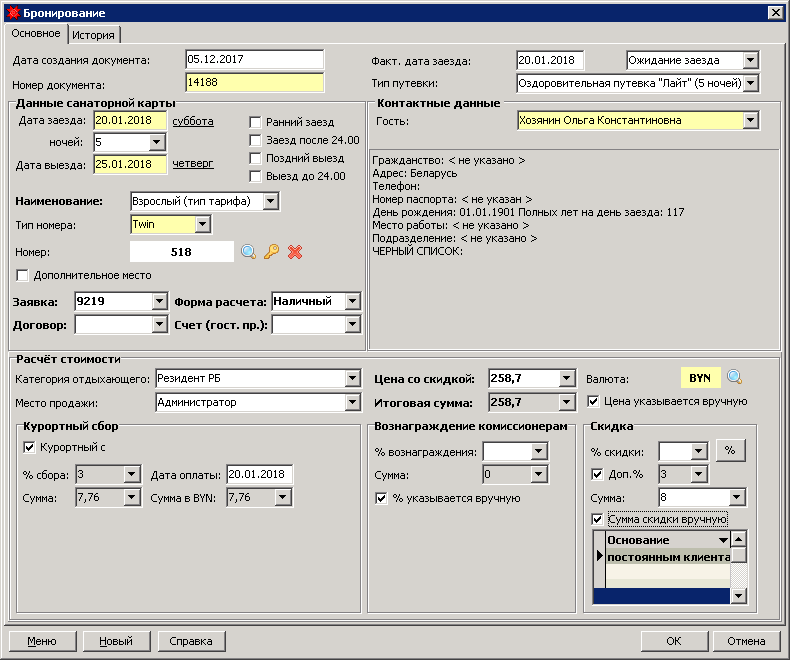 Бронирование
Основное История
Дата создания документа: 05.12.2017 Факт. дата заезда: 20.01.2018 Ожидание заезда
Номер документа: 14188 Тип путевки: Оздоровительная путевка "Лайт" (5 ночей)
Данные санаторной карты
Дата заезда: 20.01.2018 суббота
ночей: 5
Дата выезда: 25.01.2018 четверг
Ранний заезд
Заезд после 24.00
Поздний выезд
Выезд до 24.00
Наименование: Взрослый (тип тарифа)
Тип номера: Twin
Номер: 518
Дополнительное место
Заявка: 9219 Форма расчета: Наличный
Договор: Счет (гост. пр.):
Контактные данные
Гость: Хозянин Ольга Константиновна
Гражданство: < не указано >
Адрес: Беларусь
Телефон:
Номер паспорта: < не указан >
День рождения: 01.01.1901 Полных лет на день заезда: 117
Место работы: < не указано >
Подразделение: < не указано >
ЧЕРНЫЙ СПИСОК:
Расчёт стоимости
Категория отдыхающего: Резидент РБ Цена со скидкой: 258,7 Валюта: BYN
Место продажи: Администратор Итоговая сумма: 258,7 Цена указывается вручную
Курортный сбор
Курортный с
% сбора: 3 Дата оплаты: 20.01.2018
Сумма: 7,76 Сумма в BYN: 7,76
Вознаграждение комиссионерам
% вознаграждения:
Сумма: 0
% указывается вручную
Скидка
% скидки: %
Доп.% 3
Сумма: 8
Сумма скидки вручную
Основание
постоянным клиента
Меню Новый Справка OK Отмена